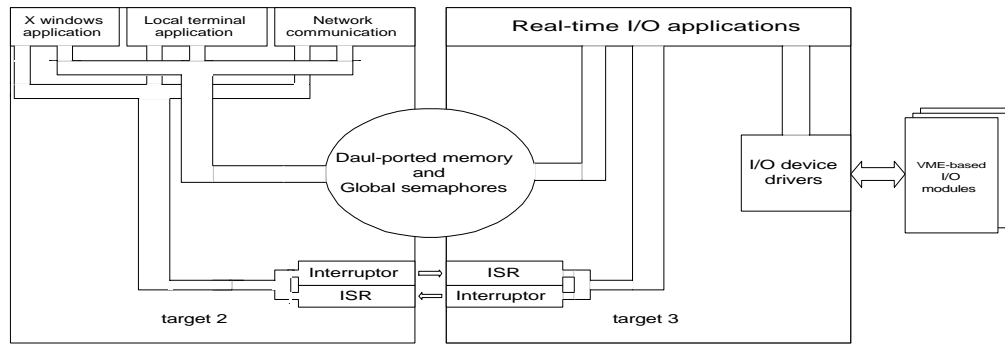 X windows
application
Local terminal
application
Network
communication
Real-time I/O applications
Daul-ported memory
and
Global semaphores
I/O device
drivers
VME-based
I/O
modules
Interruptor
ISR
ISR
Interruptor
target 2
target 3